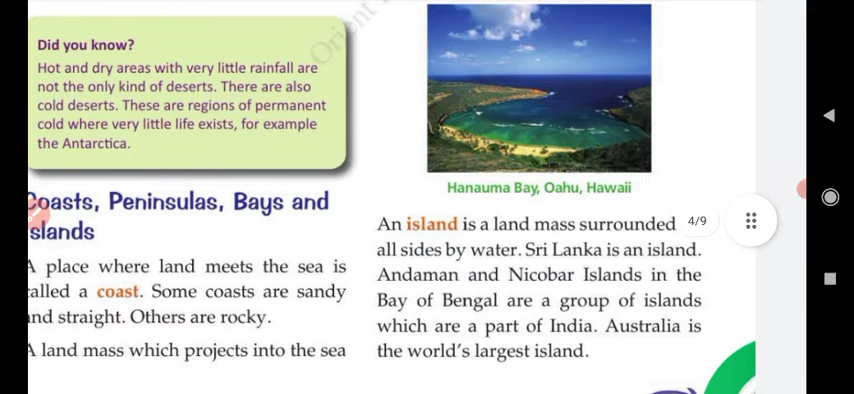 Did you know?
Hot and dry areas with very little rainfall are
not the only kind of deserts. There are also
cold deserts. These are regions of permanent
cold where very little life exists, for example
the Antarctica.
Coasts, Peninsulas, Bays and
slands
A place where land meets the sea is
called a coast. Some coasts are sandy
and straight. Others are rocky.
A land mass which projects into the sea
Hanauma Bay, Oahu, Hawaii
An island is a land mass surrounded
all sides by water. Sri Lanka is an island.
Andaman and Nicobar Islands in the
Bay of Bengal are a group of islands
which are a part of India. Australia is
the world's largest island.
4/9